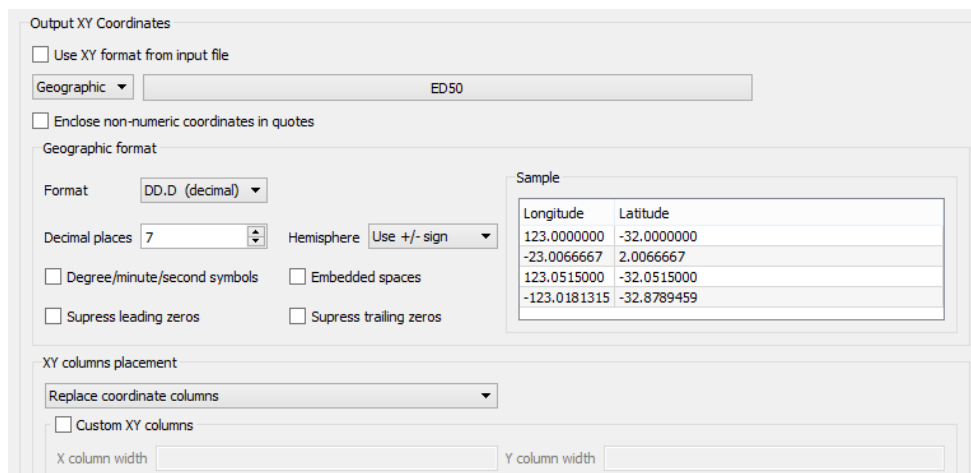 Output XY Coordinates
Use XY format from input file
Geographic ED50
Enclose non-numeric coordinates in quotes
Geographic format
Format DD.D (decimal)
Decimal places 7 Hemisphere Use +/- sign
Degree/minute/second symbols Embedded spaces
Supress leading zeros Supress trailing zeros
Sample
Longitude Latitude
123.0000000 -32.0000000
-23.0066667 2.0066667
123.0515000 -32.0515000
-123.0181315 -32.8789459
XY columns placement
Replace coordinate columns
Custom XY columns
X column width Y column width